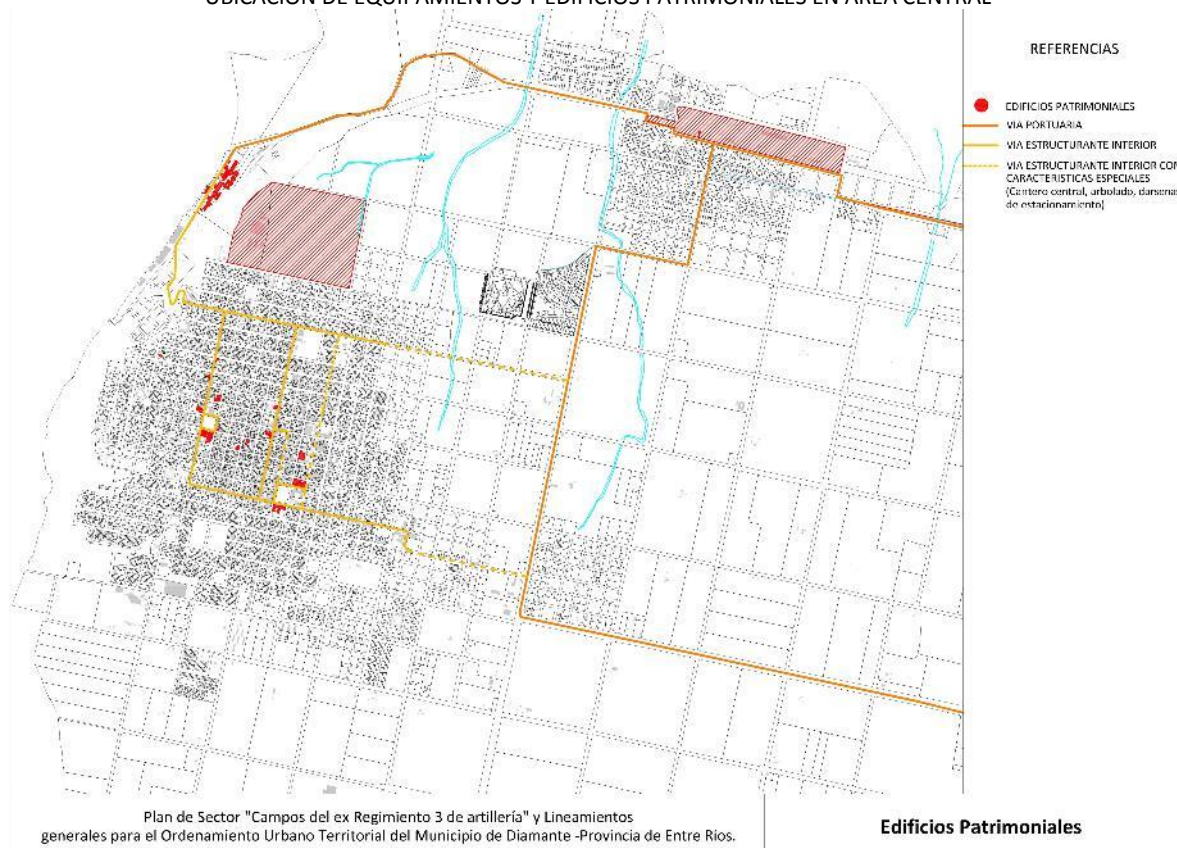 UBICACIÓN DE EQUIPAMIENTOS Y EDIFICIOS PATRIMONIALES EN AREA CENTRAL
REFERENCIAS
EDIFICIOS PATRIMONIALES
VIA PORTUARIA
VIA ESTRUCTURANTE INTERIOR
VIA ESTRUCTURANTE INTERIOR CON
CARACTERISTICAS ESPECIALES
(Cantero central, arbolado, darsenas
de estacionamiento)
Plan de Sector "Campos del ex Regimiento 3 de artillería" y Lineamientos
generales para el Ordenamiento Urbano Territorial del Municipio de Diamante -Provincia de Entre Ríos.
Edificios Patrimoniales